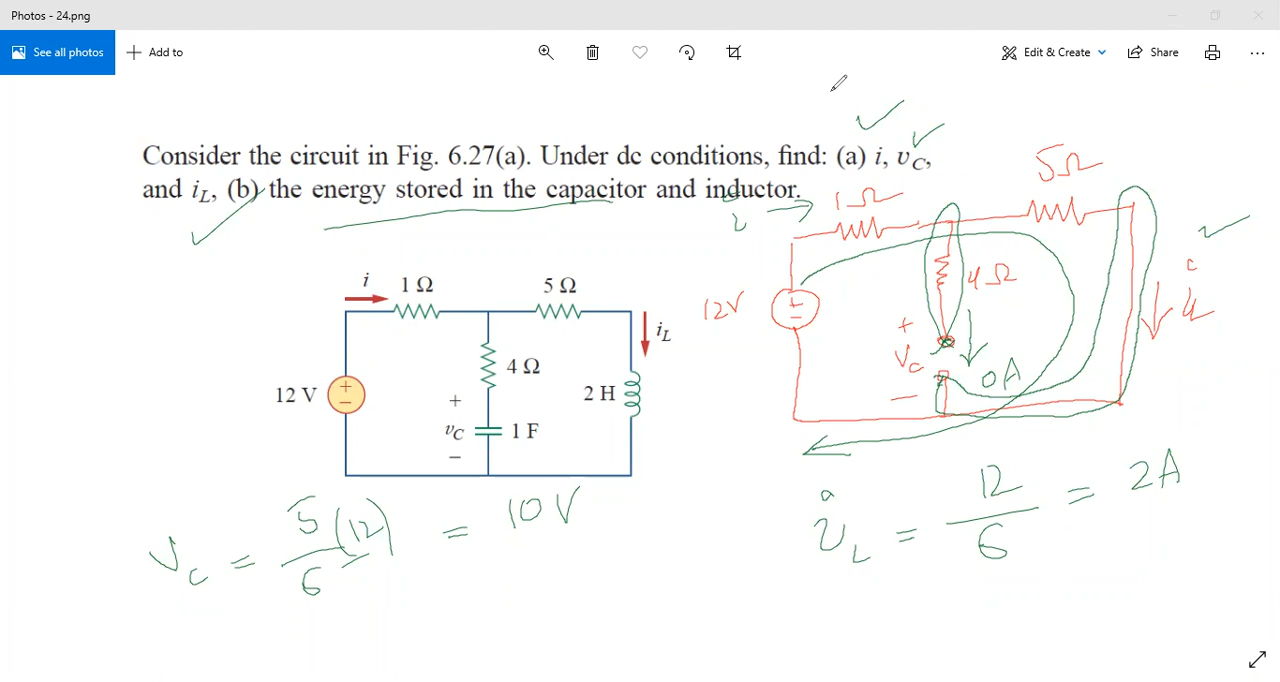 Photos - 24.png
See all photos
Add to
Edit & Create
Share
Consider the circuit in Fig. 6.27(a). Under dc conditions, find: (a) i, vC,
and iL, (b) the energy stored in the capacitor and inductor.
i
1 Ω
5 Ω
iL
4 Ω
12 V
+
−
2 H
+
vC
1 F
−
i
1Ω
5Ω
4Ω
12V
+
−
iL
+
Vc
−
0A
Vc = 5(12)/6 = 10V
iL = 12/6 = 2A